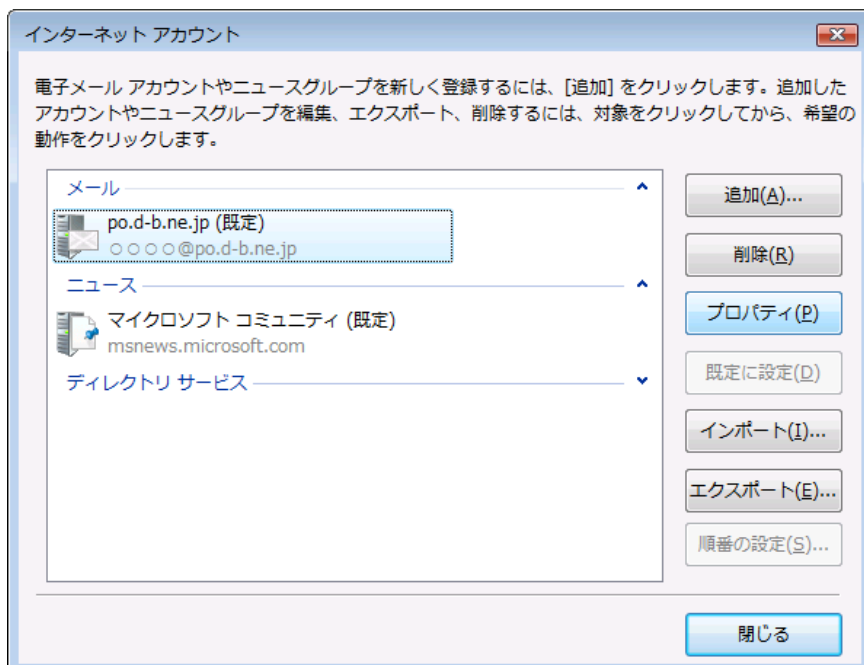 インターネット アカウント
電子メール アカウントやニュースグループを新しく登録するには、[追加] をクリックします。追加した
アカウントやニュースグループを編集、エクスポート、削除するには、対象をクリックしてから、希望の
動作をクリックします。
メール
po.d-b.ne.jp (既定)
○○○○@po.d-b.ne.jp
ニュース
マイクロソフト コミュニティ (既定)
msnews.microsoft.com
ディレクトリ サービス
追加(A)...
削除(R)
プロパティ(P)
既定に設定(D)
インポート(I)...
エクスポート(E)...
順番の設定(S)...
閉じる